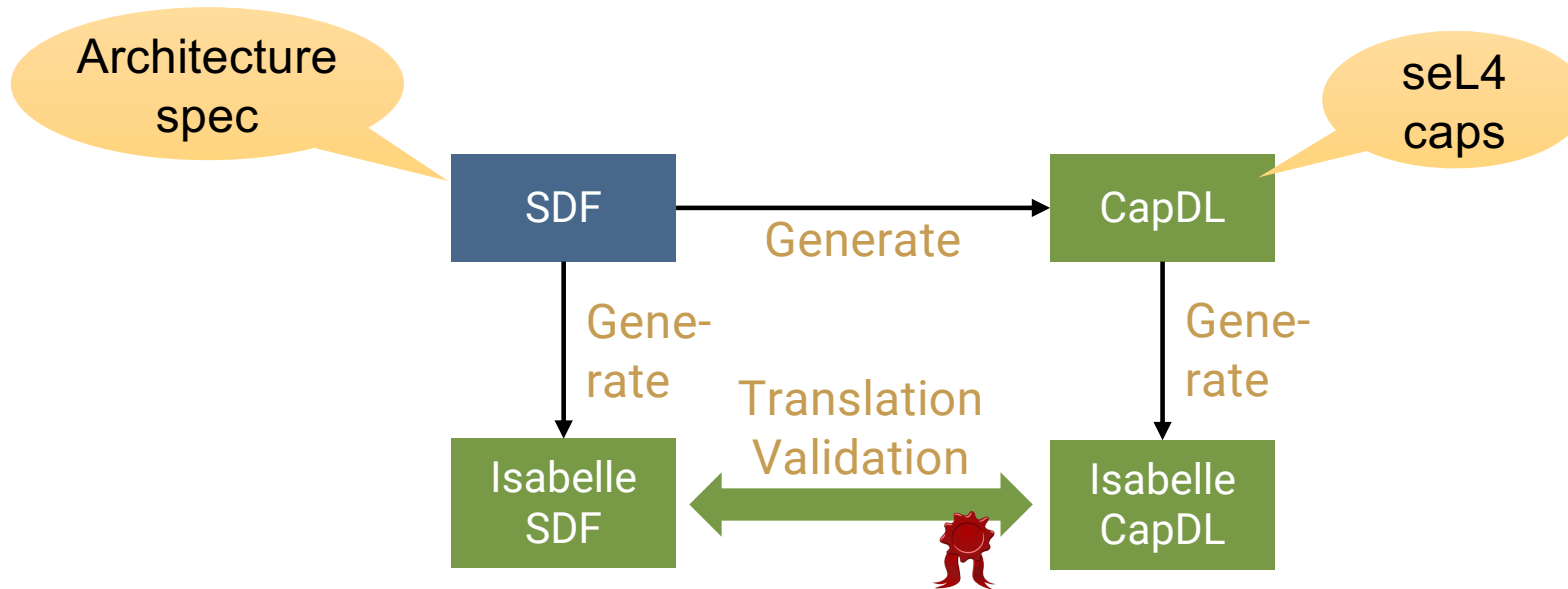 Architecture
spec
seL4
caps
SDF
Generate
CapDL
Gene-
rate
Gene-
rate
Translation
Validation
Isabelle
SDF
Isabelle
CapDL